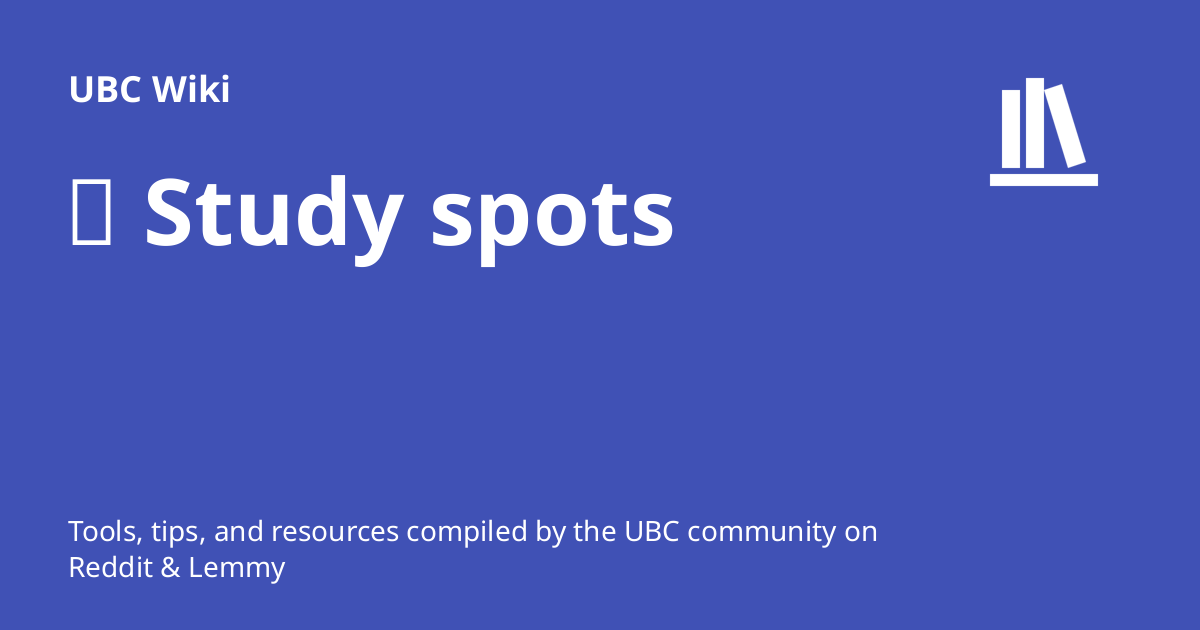 UBC Wiki
Study spots
Tools, tips, and resources compiled by the UBC community on
Reddit & Lemmy